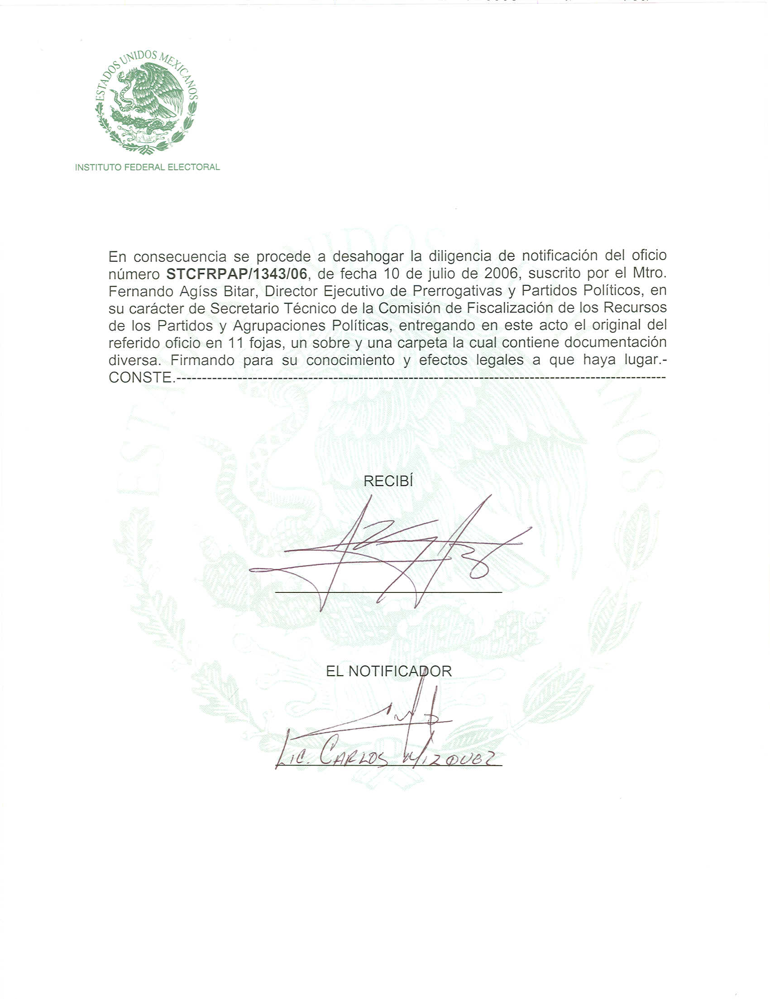 ESTADOS UNIDOS MEXICANOS
INSTITUTO FEDERAL ELECTORAL
En consecuencia se procede a desahogar la diligencia de notificación del oficio
número STCFRPAP/1343/06, de fecha 10 de julio de 2006, suscrito por el Mtro.
Fernando Agíss Bitar, Director Ejecutivo de Prerrogativas y Partidos Políticos, en
su carácter de Secretario Técnico de la Comisión de Fiscalización de los Recursos
de los Partidos y Agrupaciones Políticas, entregando en este acto el original del
referido oficio en 11 fojas, un sobre y una carpeta la cual contiene documentación
diversa. Firmando para su conocimiento y efectos legales a que haya lugar.-
CONSTE.------------------------------------------------------------------------------------------------
RECIBÍ
EL NOTIFICADOR
Lic. CARLOS